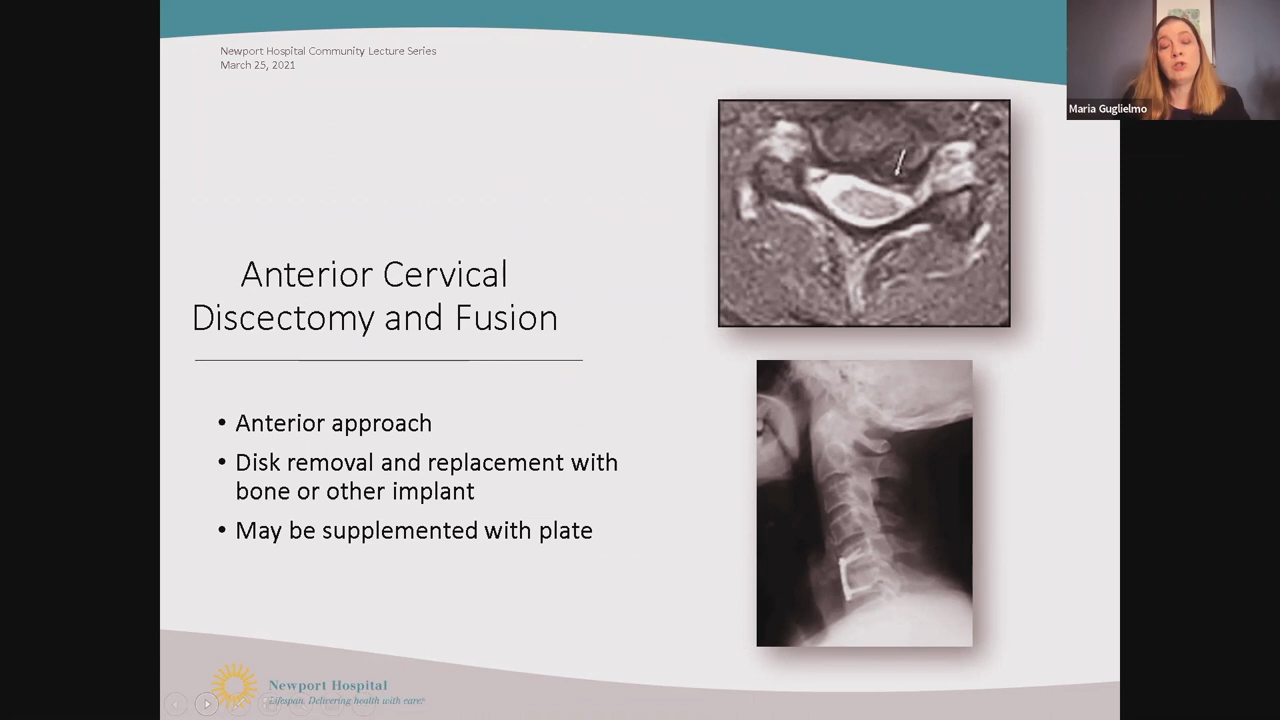 Newport Hospital Community Lecture Series
March 25, 2021
Maria Guglielmo
Anterior Cervical
Discectomy and Fusion
• Anterior approach
• Disk removal and replacement with
bone or other implant
• May be supplemented with plate
Newport Hospital
Lifespan. Delivering health with care.®